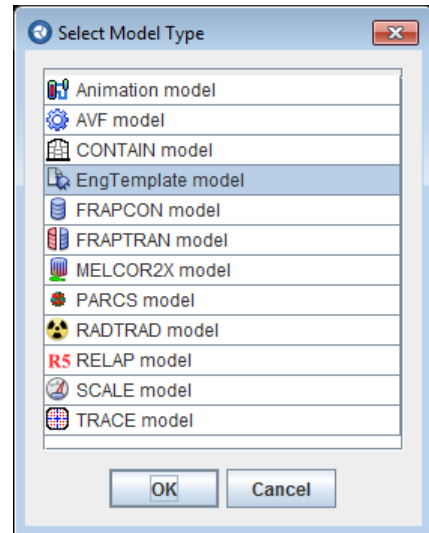 Select Model Type
Animation model
AVF model
CONTAIN model
EngTemplate model
FRAPCON model
FRAPTRAN model
MELCOR2X model
PARCS model
RADTRAD model
R5 RELAP model
SCALE model
TRACE model
OK Cancel